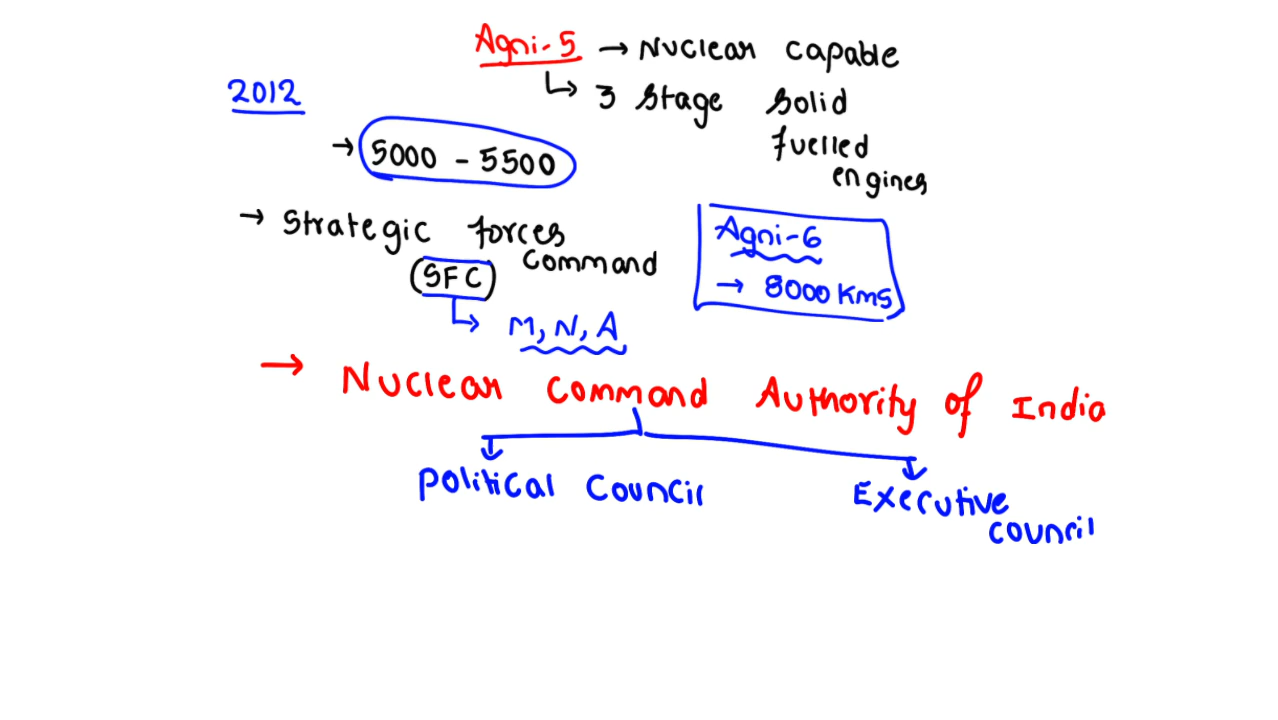 Agni-5 → Nuclear capable
↳ 3 stage solid
fuelled
engines
2012
→ 5000 - 5500
→ Strategic forces
command
(SFC)
↳ M, N, A
Agni-6
→ 8000 Kms
→ Nuclear Command Authority of India
Political Council
Executive
council